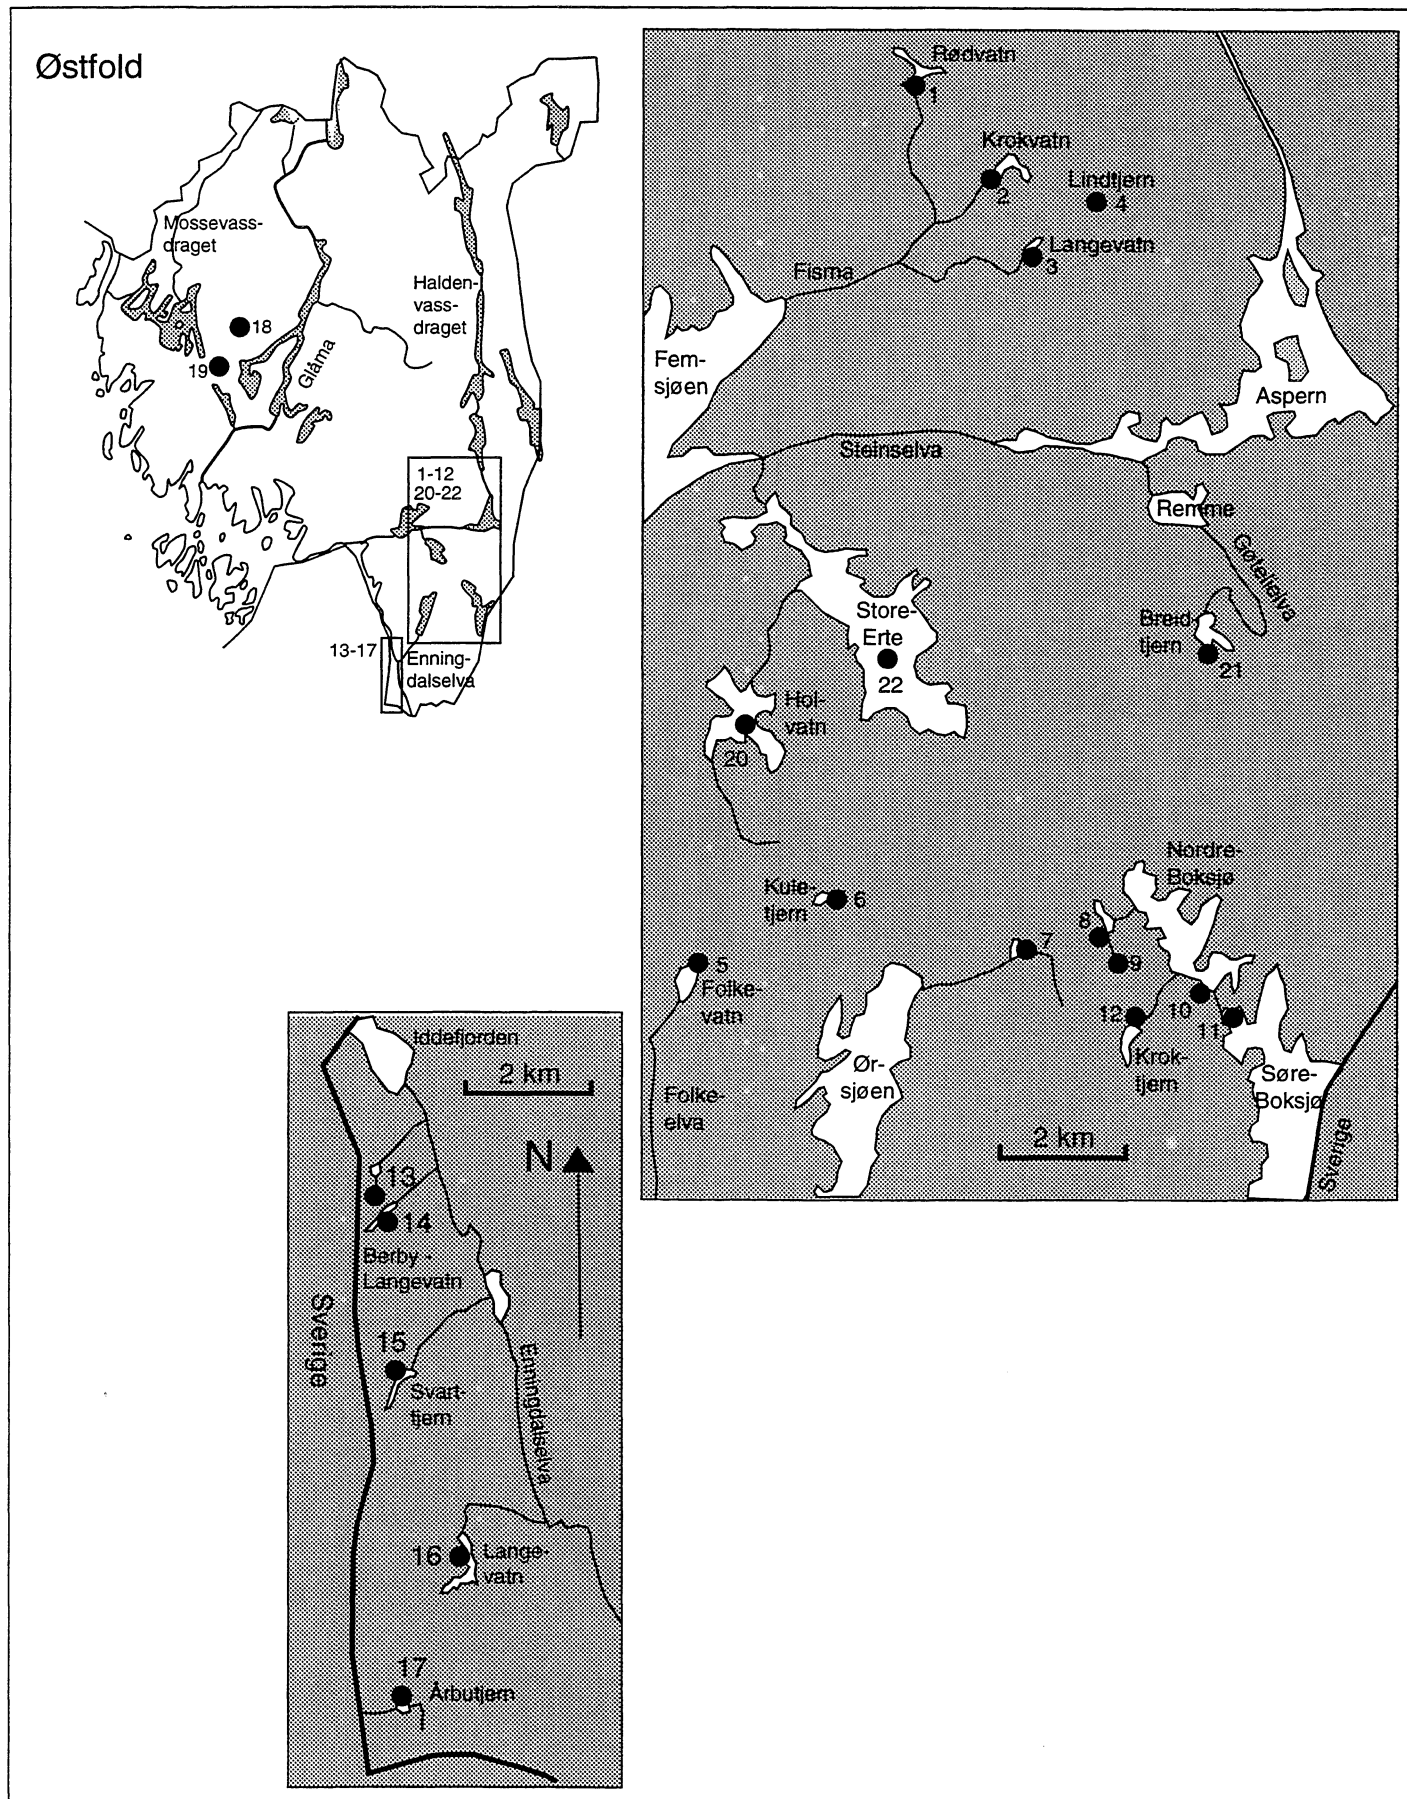 Østfold
Mossevass-
draget
Halden-
vass-
draget
18
19
Glåma
1-12
20-22
13-17
Enning-
dalselva
Rødvatn
1
Krokvatn
2
Lindtjern
4
Langevatn
3
Fisma
Fem-
sjøen
Aspern
Steinselva
Remme
Gøtelselva
Store-
Erte
22
Breid-
tjern
21
Hol-
vatn
20
Nordre-
Boksjø
Kule-
tjern
6
7
8
9
5
Folke-
vatn
10
11
12
Krok-
tjern
Ør-
sjøen
Søre-
Boksjø
Folke-
elva
2 km
Sverige
Iddefjorden
2 km
N
13
14
Berby -
Langevatn
Sverige
15
Svart-
tjern
Enningdalselva
16
Lange-
vatn
17
Årbutjern